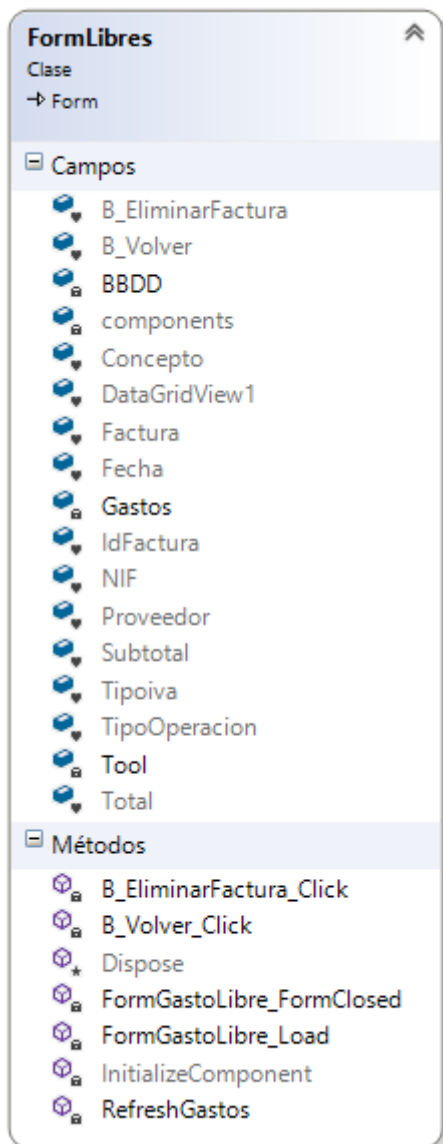 FormLibres
Clase
Form
Campos
B_EliminarFactura
B_Volver
BBDD
components
Concepto
DataGridView1
Factura
Fecha
Gastos
IdFactura
NIF
Proveedor
Subtotal
Tipoiva
TipoOperacion
Tool
Total
Métodos
B_EliminarFactura_Click
B_Volver_Click
Dispose
FormGastoLibre_FormClosed
FormGastoLibre_Load
InitializeComponent
RefreshGastos